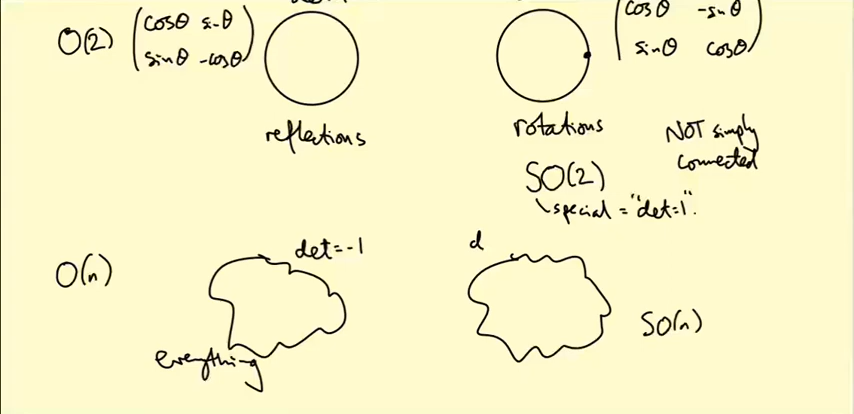 O(2) (cosθ sinθ
sinθ -cosθ)
cosθ -sinθ
sinθ cosθ
reflections
rotations
NOT simply
connected
SO(2)
special = "det=1".
O(n)
det=-1
d
SO(n)
everything